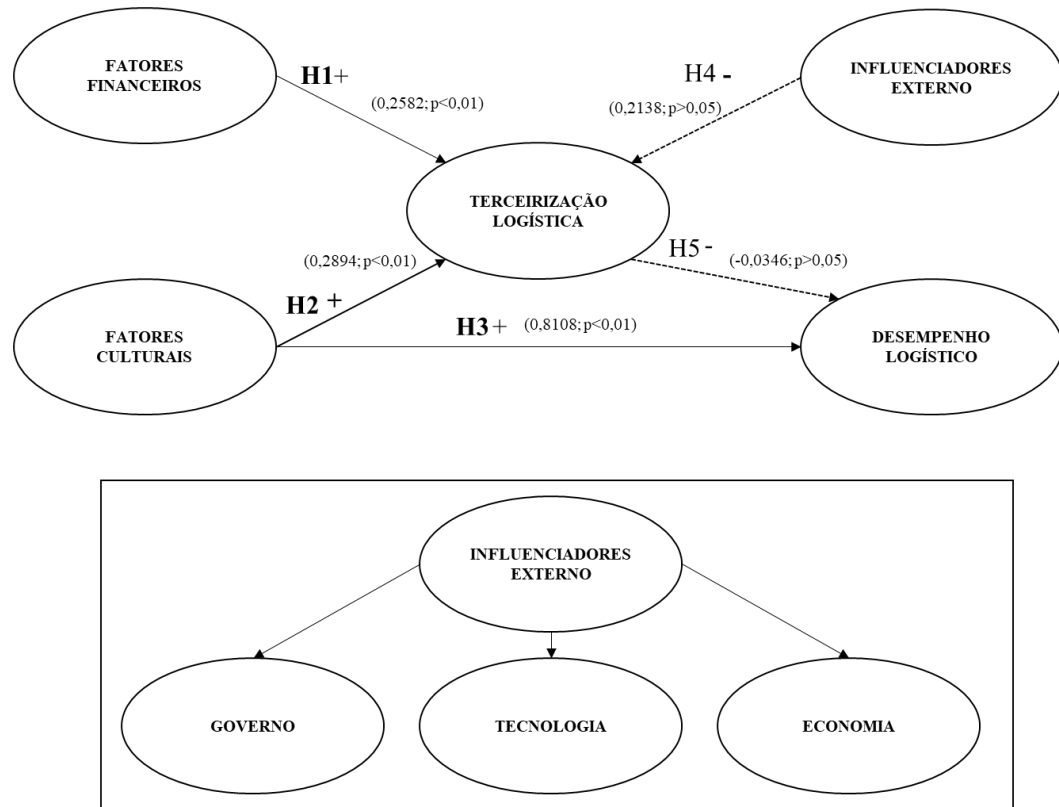 FATORES
FINANCEIROS
H1+
(0,2582; p<0,01)
H4 -
(0,2138; p>0,05)
INFLUENCIADORES
EXTERNO
TERCEIRIZAÇÃO
LOGÍSTICA
(0,2894; p<0,01)
H2 +
H5 -
(-0,0346; p>0,05)
FATORES
CULTURAIS
H3+ (0,8108; p<0,01)
DESEMPENHO
LOGÍSTICO
INFLUENCIADORES
EXTERNO
GOVERNO
TECNOLOGIA
ECONOMIA